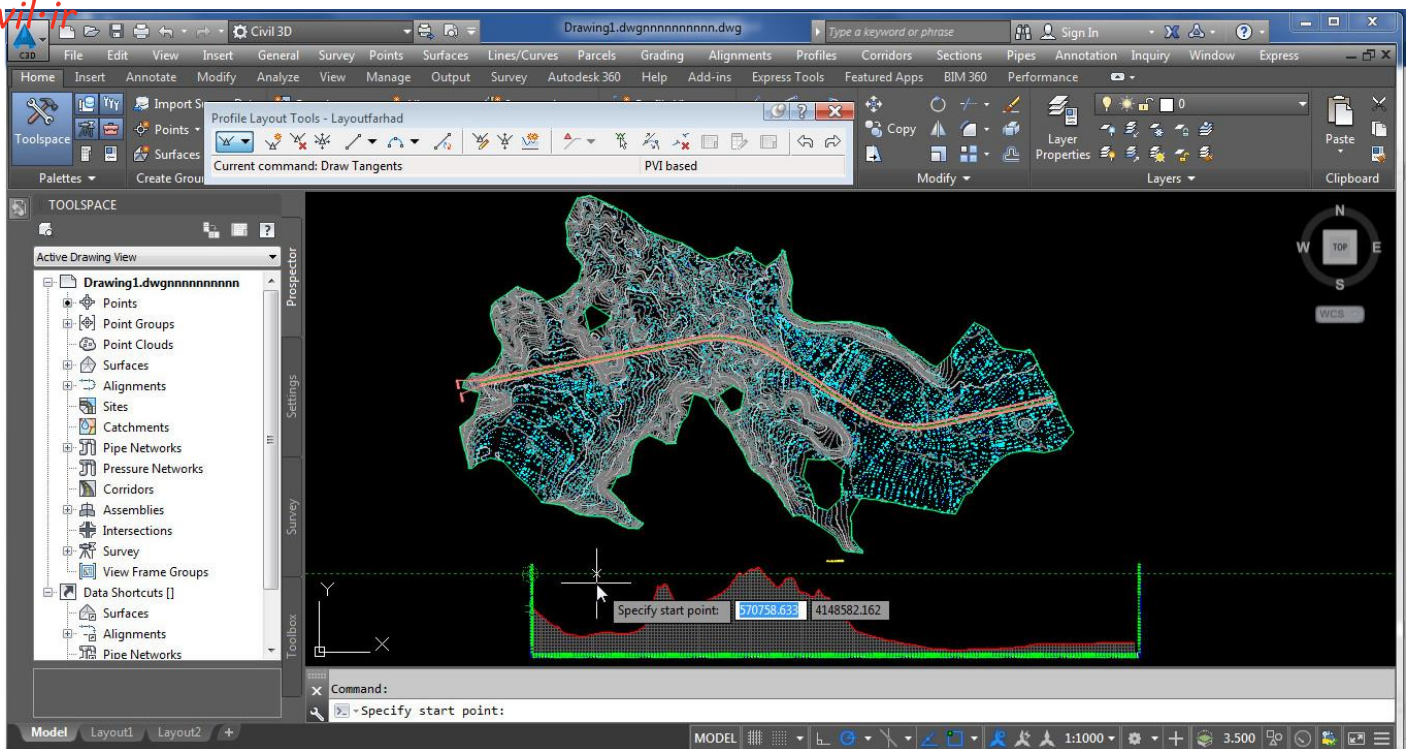 vil.ir
Civil 3D
Drawing1.dwgnnnnnnnnnn.dwg
Type a keyword or phrase
Sign In
C3D
File Edit View Insert General Survey Points Surfaces Lines/Curves Parcels Grading Alignments Profiles Corridors Sections Pipes Annotation Inquiry Window Express
Home Insert Annotate Modify Analyze View Manage Output Survey Autodesk 360 Help Add-ins Express Tools Featured Apps BIM 360 Performance
Toolspace
Import
Points
Surfaces
Palettes
Profile Layout Tools - Layoutfarhad
Current command: Draw Tangents
PVI based
Copy
Modify
Layer
Properties
0
Layers
Paste
Clipboard
TOOLSPACE
Active Drawing View
Drawing1.dwgnnnnnnnnnn
Points
Point Groups
Point Clouds
Surfaces
Alignments
Sites
Catchments
Pipe Networks
Pressure Networks
Corridors
Assemblies
Intersections
Survey
View Frame Groups
Data Shortcuts []
Surfaces
Alignments
Pipe Networks
Prospector
Settings
Survey
Toolbox
N
W TOP E
S
WCS
Y
X
Specify start point: 570758.633 4148582.162
Command:
Specify start point:
Model Layout1 Layout2 +
MODEL
1:1000
3.500